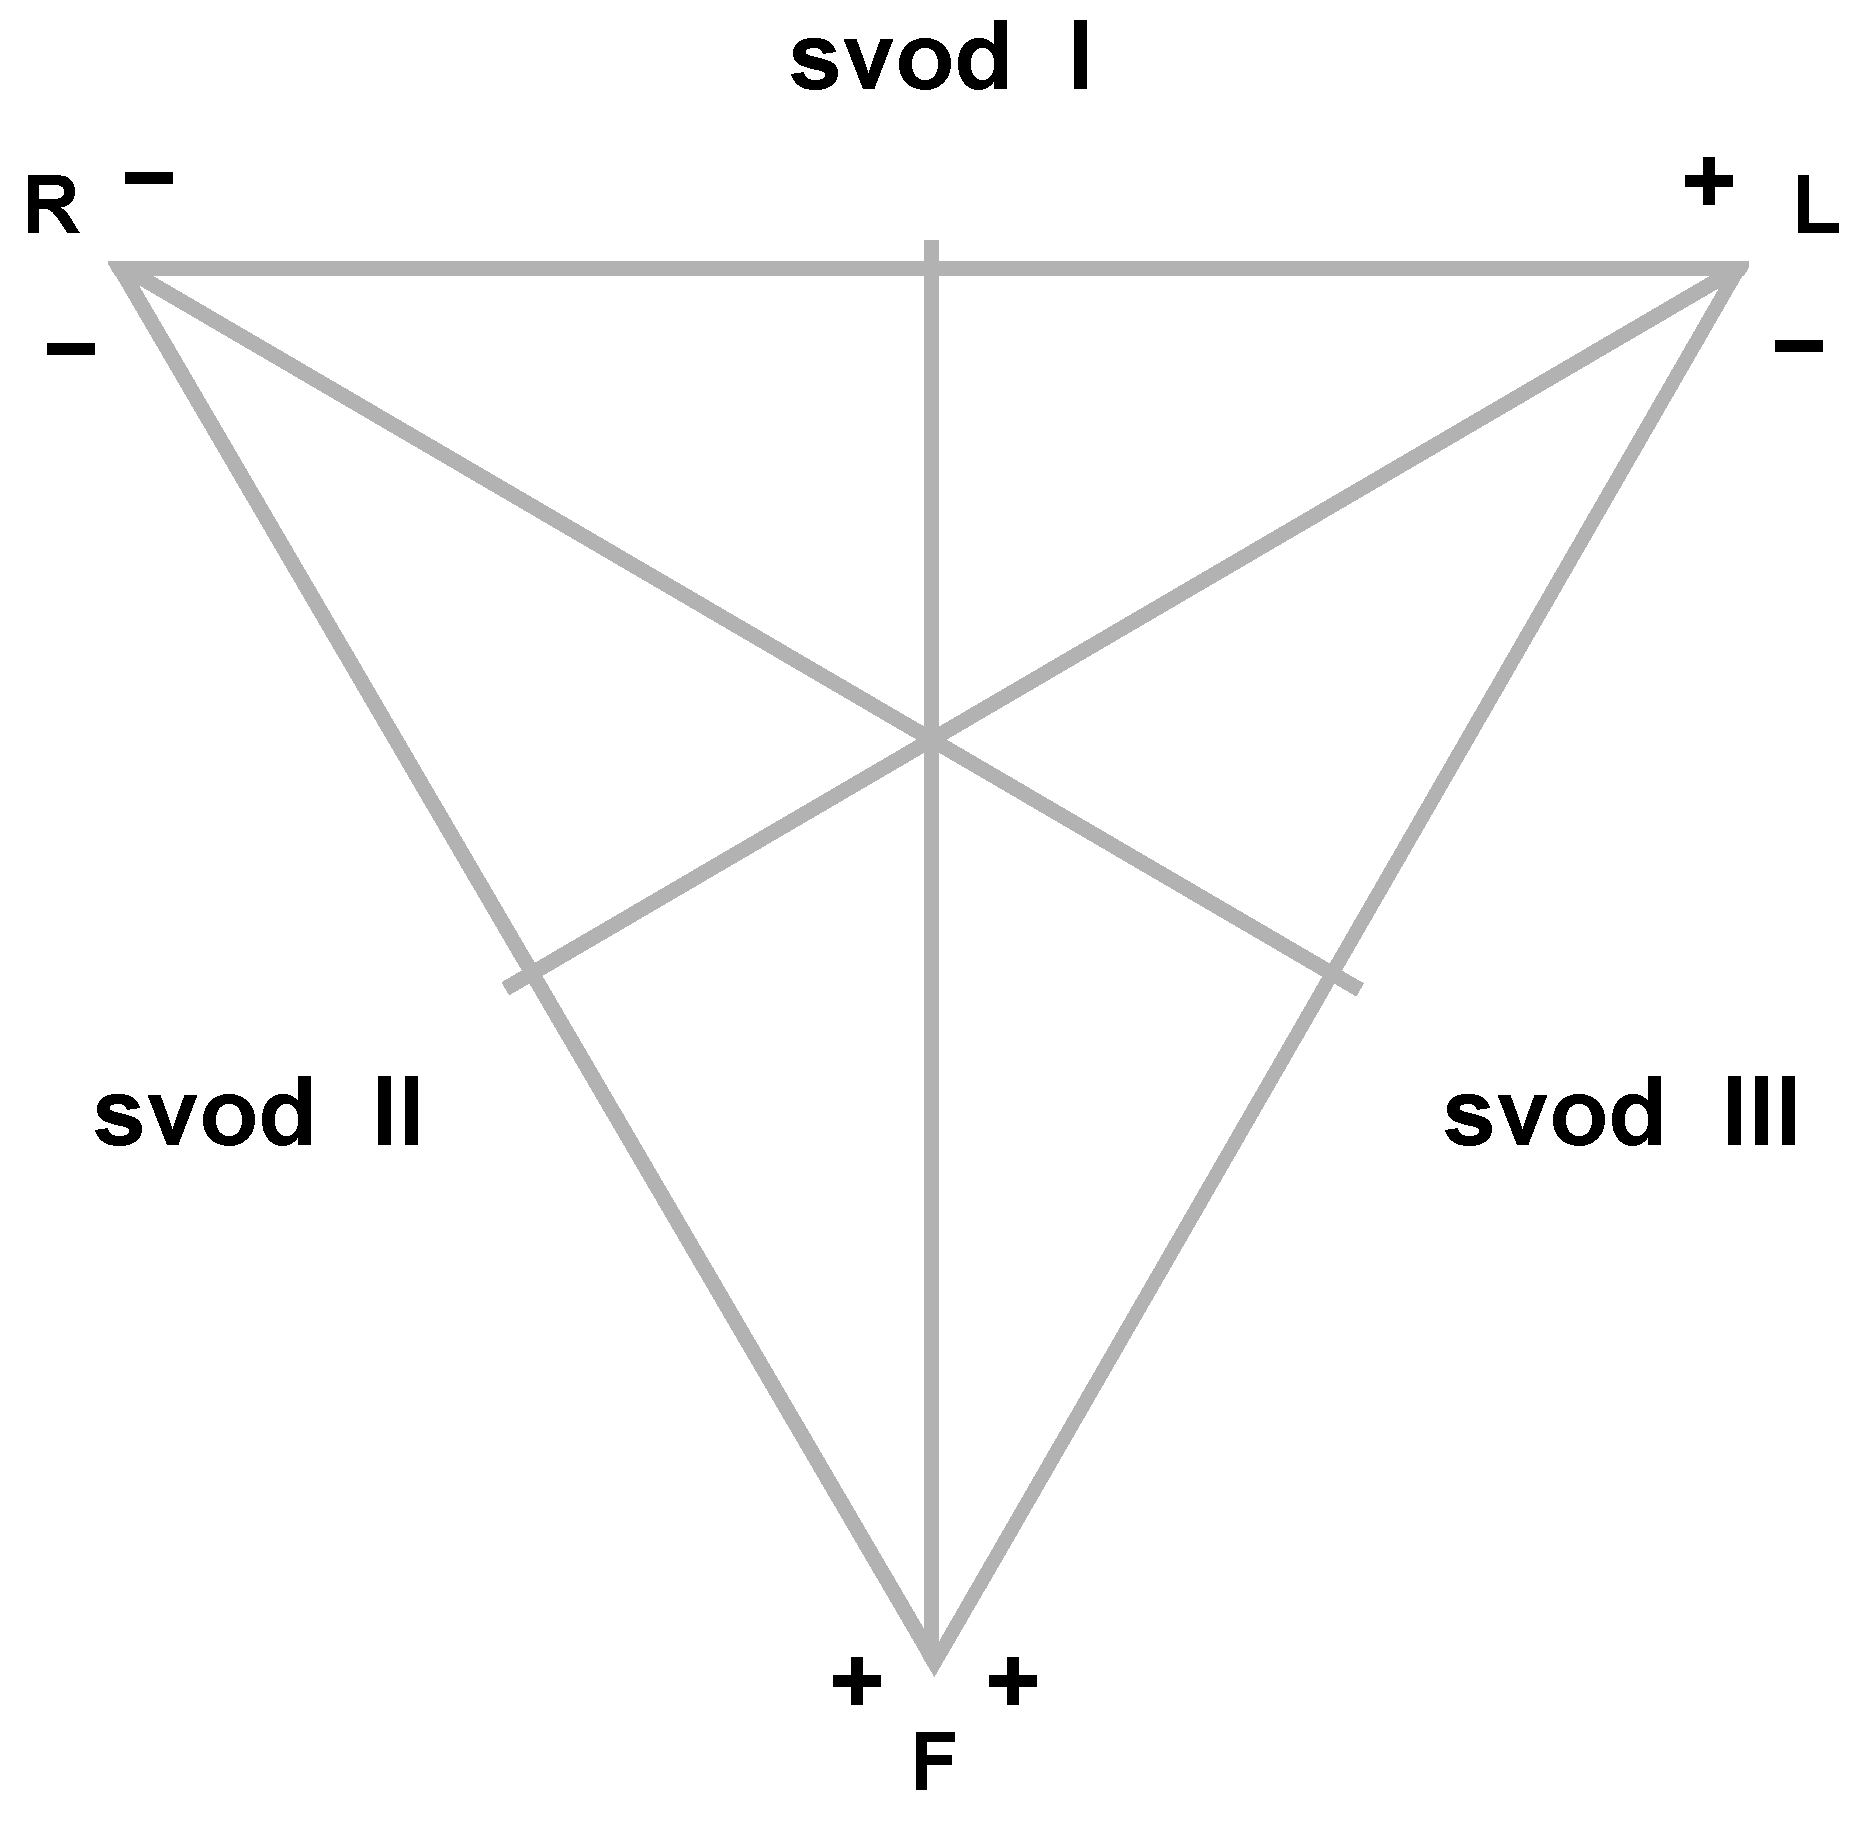 svod I
R − + L
− −
svod II svod III
+ +
F